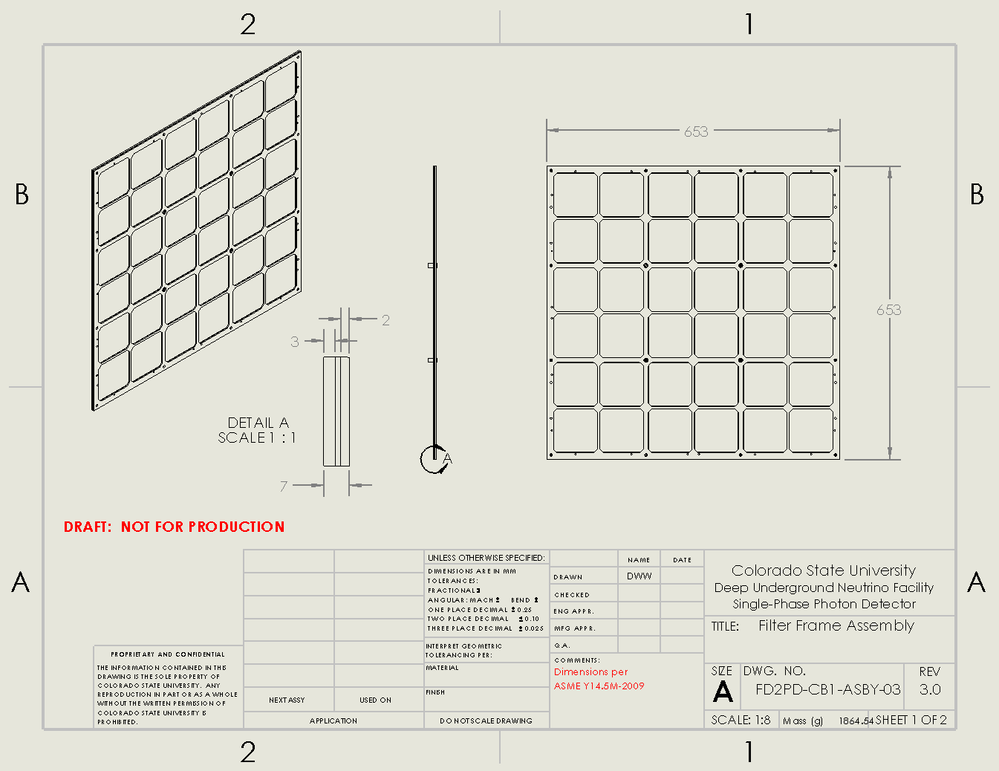 2
1
B
B
653
653
2
3
DETAIL A
SCALE 1 : 1
A
7
DRAFT: NOT FOR PRODUCTION
A
A
UNLESS OTHERWISE SPECIFIED:
DIMENSIONS ARE IN MM
TOLERANCES:
FRACTIONAL ±
ANGULAR: MACH ± BEND ±
ONE PLACE DECIMAL ±0.25
TWO PLACE DECIMAL ±0.10
THREE PLACE DECIMAL ±0.025
INTERPRET GEOMETRIC
TOLERANCING PER:
MATERIAL
FINISH
DO NOT SCALE DRAWING
NAME DATE
DRAWN DWW
CHECKED
ENG APPR.
MFG APPR.
Q.A.
COMMENTS:
Dimensions per
ASME Y14.5M-2009
Colorado State University
Deep Underground Neutrino Facility
Single-Phase Photon Detector
TITLE: Filter Frame Assembly
SIZE DWG. NO. REV
A FD2PD-CB1-ASBY-03 3.0
SCALE: 1:8 Mass (g) 1864.54 SHEET 1 OF 2
PROPRIETARY AND CONFIDENTIAL
THE INFORMATION CONTAINED IN THIS
DRAWING IS THE SOLE PROPERTY OF
COLORADO STATE UNIVERSITY. ANY
REPRODUCTION IN PART OR AS A WHOLE
WITHOUT THE WRITTEN PERMISSION OF
COLORADO STATE UNIVERSITY IS
PROHIBITED.
NEXT ASSY USED ON
APPLICATION
2
1